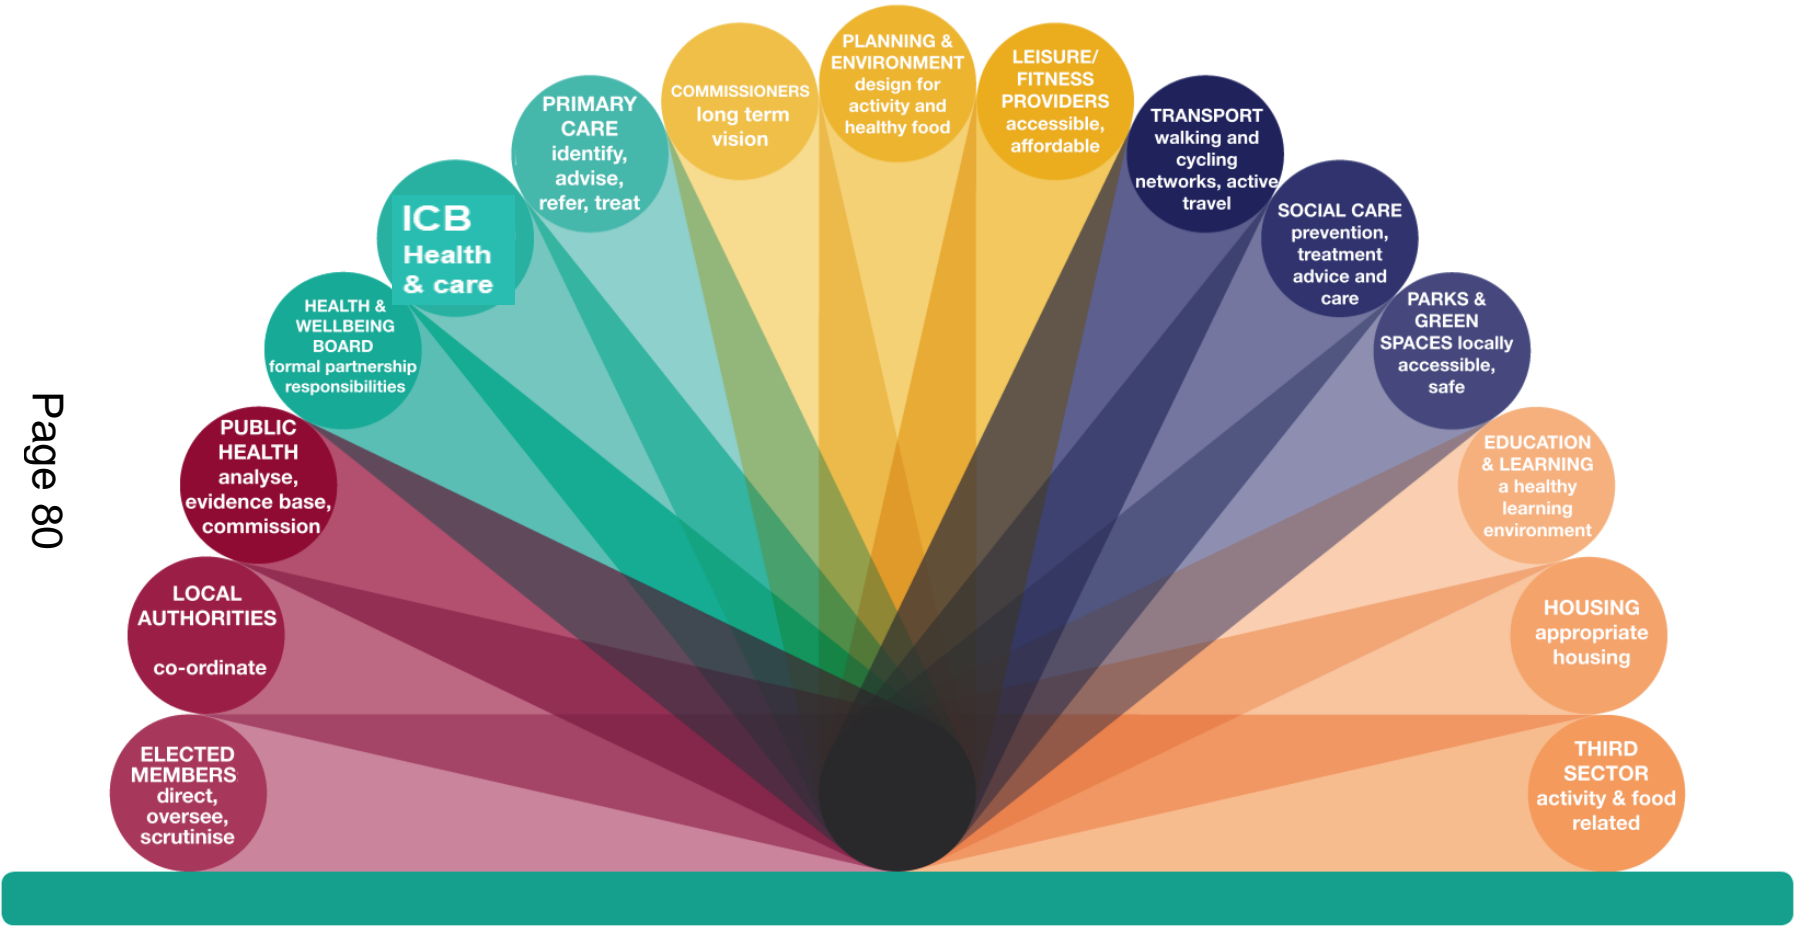 PLANNING &
ENVIRONMENT
design for
activity and
healthy food
COMMISSIONERS
long term
vision
LEISURE/
FITNESS
PROVIDERS
accessible,
affordable
PRIMARY
CARE
identify,
advise,
refer, treat
TRANSPORT
walking and
cycling
networks, active
travel
ICB
Health
& care
SOCIAL CARE
prevention,
treatment
advice and
care
HEALTH &
WELLBEING
BOARD
formal partnership
responsibilities
PARKS &
GREEN
SPACES locally
accessible,
safe
PUBLIC
HEALTH
analyse,
evidence base,
commission
EDUCATION
& LEARNING
a healthy
learning
environment
LOCAL
AUTHORITIES
co-ordinate
HOUSING
appropriate
housing
ELECTED
MEMBERS
direct,
oversee,
scrutinise
THIRD
SECTOR
activity & food
related
Page 80